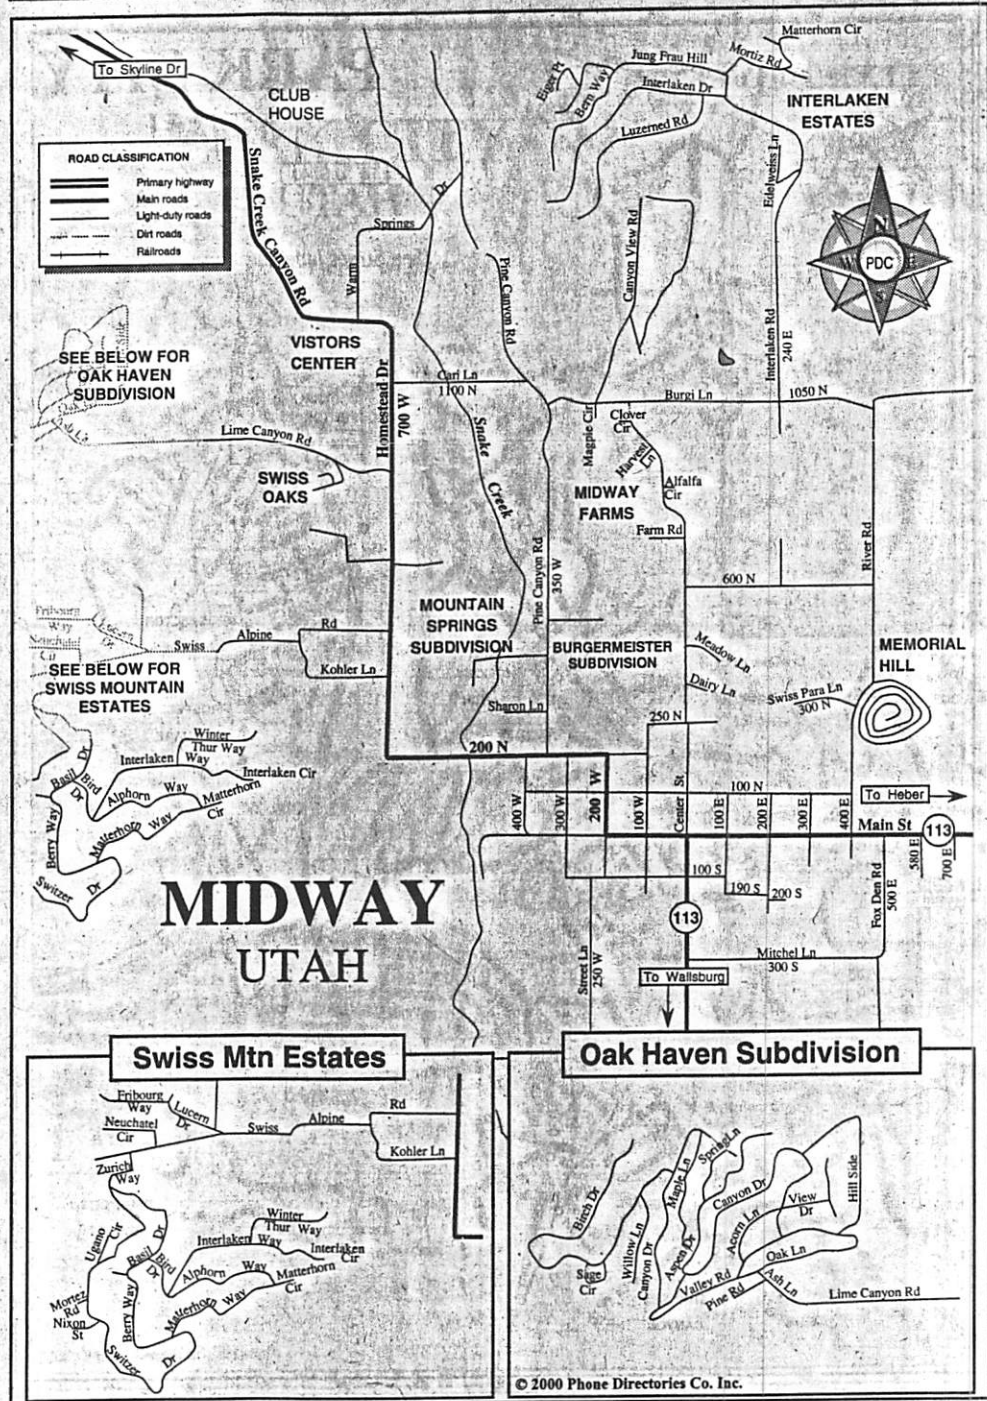 Matterhorn Cir
To Skyline Dr
Jung Frau Hill
Mortiz Rd
Eiger Pt
Bern Way
Interlaken Dr
CLUB
HOUSE
INTERLAKEN
ESTATES
Luzerned Rd
ROAD CLASSIFICATION
Primary highway
Main roads
Light-duty roads
Dirt roads
Railroads
Snake Creek Canyon Rd
Edelweiss Ln
Springs
Dr
Warm
Canyon View Rd
Pine Canyon Rd
N
W
PDC
E
S
Interlaken Rd
240 E
Side
SEE BELOW FOR
OAK HAVEN
SUBDIVISION
VISTORS
CENTER
Homestead Dr
700 W
Cari Ln
1100 N
Burgi Ln
1050 N
Magpie Cir
Clover
Cir
Snake
Creek
Lime Canyon Rd
Harvest
Ln
SWISS
OAKS
MIDWAY
FARMS
Alfalfa
Cir
Farm Rd
River Rd
Pine Canyon Rd
350 W
600 N
MOUNTAIN
SPRINGS
SUBDIVISION
Fribourg
Way
Lucern
Dr
Neuchatel
Cir
Swiss
Alpine
Rd
Kohler Ln
BURGERMEISTER
SUBDIVISION
Meadow Ln
MEMORIAL
HILL
SEE BELOW FOR
SWISS MOUNTAIN
ESTATES
Dairy Ln
Swiss Para Ln
300 N
Sharon Ln
250 N
Winter
Thur Way
Interlaken
Way
Interlaken Cir
Basil
Dr
Bird
Dr
Alphorn
Way
Matterhorn
Cir
Berry Way
Matterhorn
Way
Switzer
Dr
200 N
400 W
300 W
200 W
100 W
Center St
100 N
100 E
200 E
300 E
400 E
To Heber
Main St
113
580 E
700 E
100 S
190 S
200 S
Fox Den Rd
500 E
113
MIDWAY
UTAH
Street Ln
250 W
Mitchel Ln
300 S
To Wallsburg
Swiss Mtn Estates
Fribourg
Way
Lucern
Dr
Neuchatel
Cir
Swiss
Alpine
Rd
Kohler Ln
Zurich
Way
Ugano
Cir
Basil
Dr
Bird
Dr
Winter
Thur Way
Interlaken
Way
Interlaken
Cir
Alphorn
Way
Matterhorn
Cir
Mortez
Rd
Nixon
St
Berry Way
Matterhorn
Way
Switzer
Dr
Oak Haven Subdivision
Birch Dr
Sage
Cir
Willow Ln
Canyon Dr
Maple Ln
Spring Ln
Aspen Dr
Canyon Dr
Acorn Ln
View
Dr
Hill Side
Oak Ln
Valley Rd
Pine Rd
Ash Ln
Lime Canyon Rd
© 2000 Phone Directories Co. Inc.